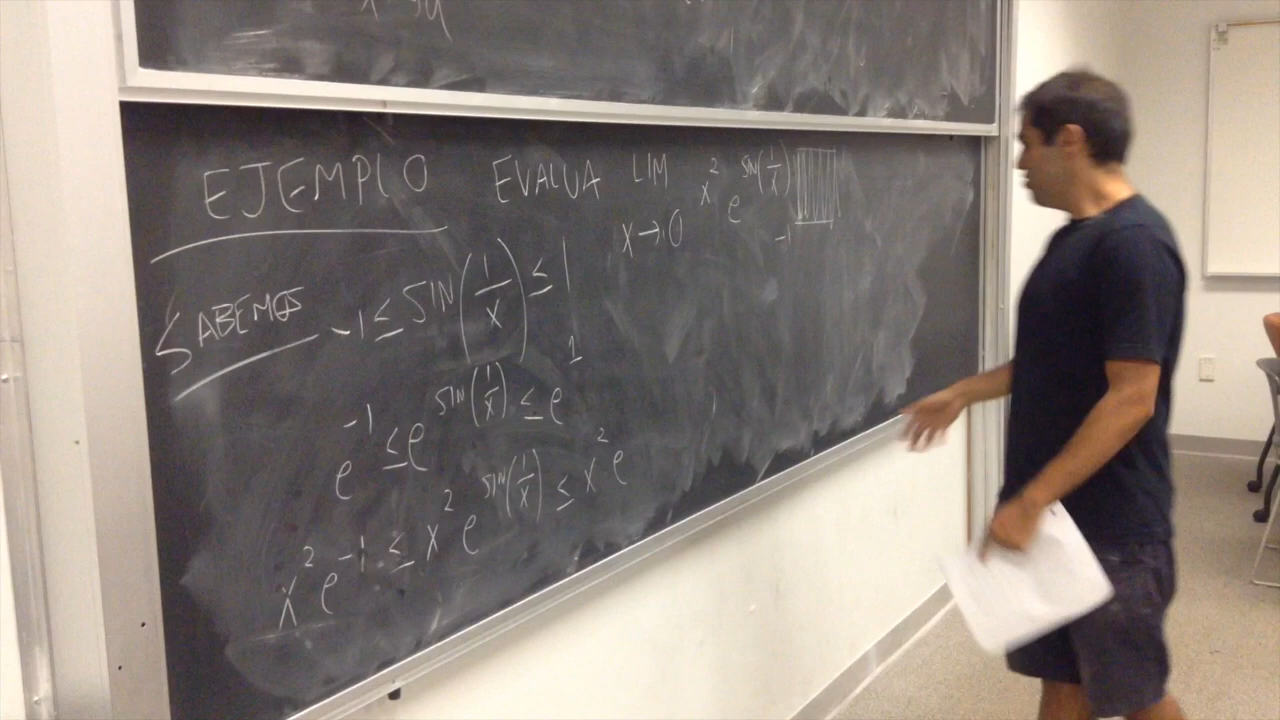 EJEMPLO EVALUA LIM x→0 x² e^sin(1/x)
-1
SABEMOS -1 ≤ SIN(1/x) ≤ 1
e^-1 ≤ e^sin(1/x) ≤ e^1
x² e^-1 ≤ x² e^sin(1/x) ≤ x² e